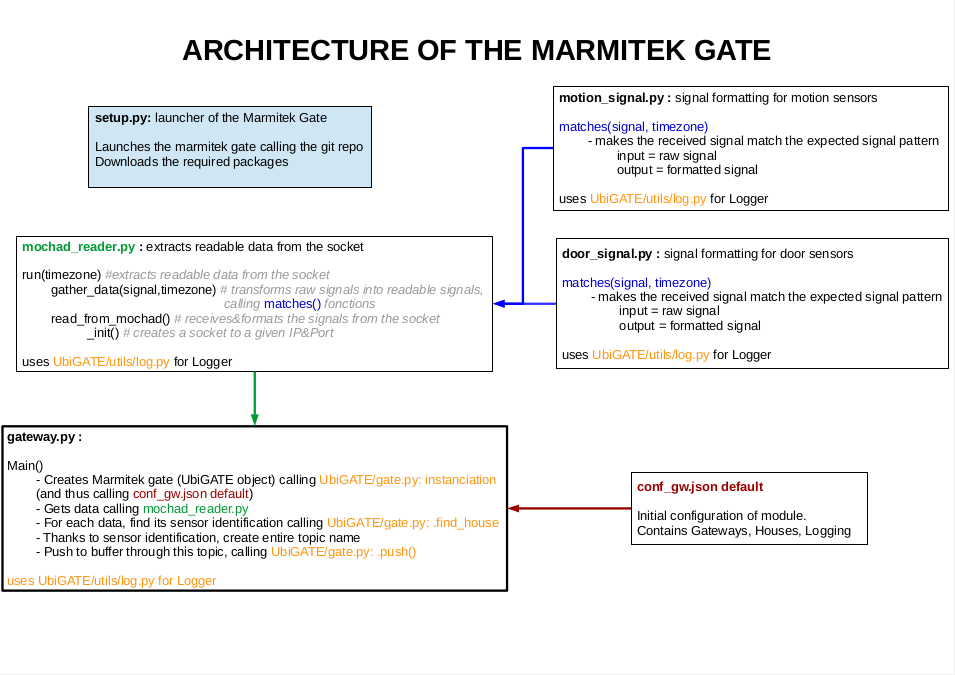 ARCHITECTURE OF THE MARMITEK GATE
setup.py: launcher of the Marmitek Gate
Launches the marmitek gate calling the git repo
Downloads the required packages
motion_signal.py : signal formatting for motion sensors
matches(signal, timezone)
- makes the received signal match the expected signal pattern
input = raw signal
output = formatted signal
uses UbiGATE/utils/log.py for Logger
mochad_reader.py : extracts readable data from the socket
run(timezone) #extracts readable data from the socket
gather_data(signal,timezone) # transforms raw signals into readable signals,
calling matches() fonctions
read_from_mochad() # receives&formats the signals from the socket
_init() # creates a socket to a given IP&Port
uses UbiGATE/utils/log.py for Logger
door_signal.py : signal formatting for door sensors
matches(signal, timezone)
- makes the received signal match the expected signal pattern
input = raw signal
output = formatted signal
uses UbiGATE/utils/log.py for Logger
gateway.py :
Main()
- Creates Marmitek gate (UbiGATE object) calling UbiGATE/gate.py: instanciation
(and thus calling conf_gw.json default)
- Gets data calling mochad_reader.py
- For each data, find its sensor identification calling UbiGATE/gate.py: .find_house
- Thanks to sensor identification, create entire topic name
- Push to buffer through this topic, calling UbiGATE/gate.py: .push()
uses UbiGATE/utils/log.py for Logger
conf_gw.json default
Initial configuration of module.
Contains Gateways, Houses, Logging